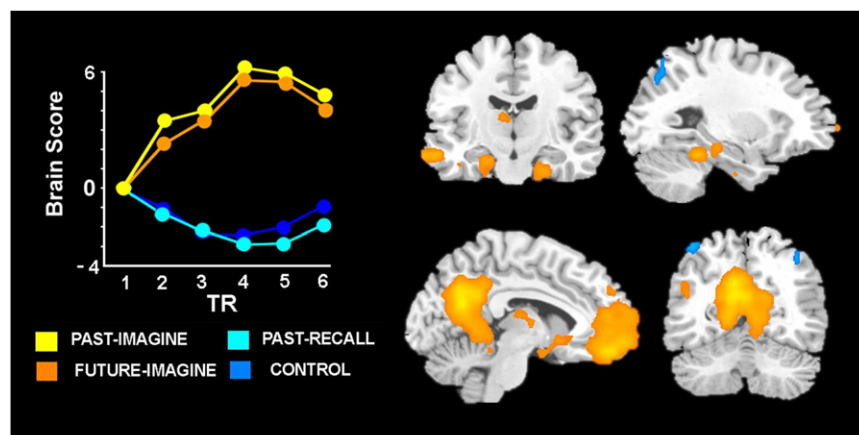 6
0
-4
Brain Score
1 2 3 4 5 6
TR
PAST-IMAGINE
PAST-RECALL
FUTURE-IMAGINE
CONTROL